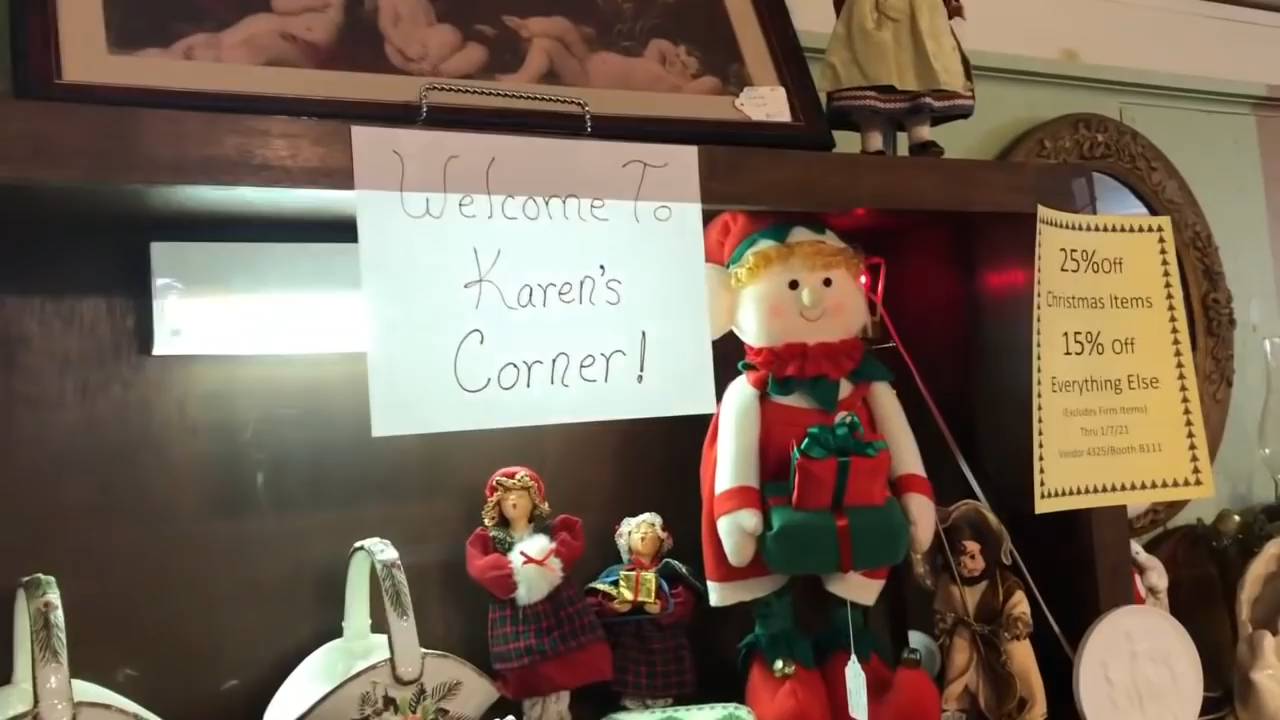 Welcome To
Karen's
Corner!
25%Off
Christmas Items
15% Off
Everything Else
(Excludes Firm Items)
Thru 1/7/21
Vendor 4325/Booth B111